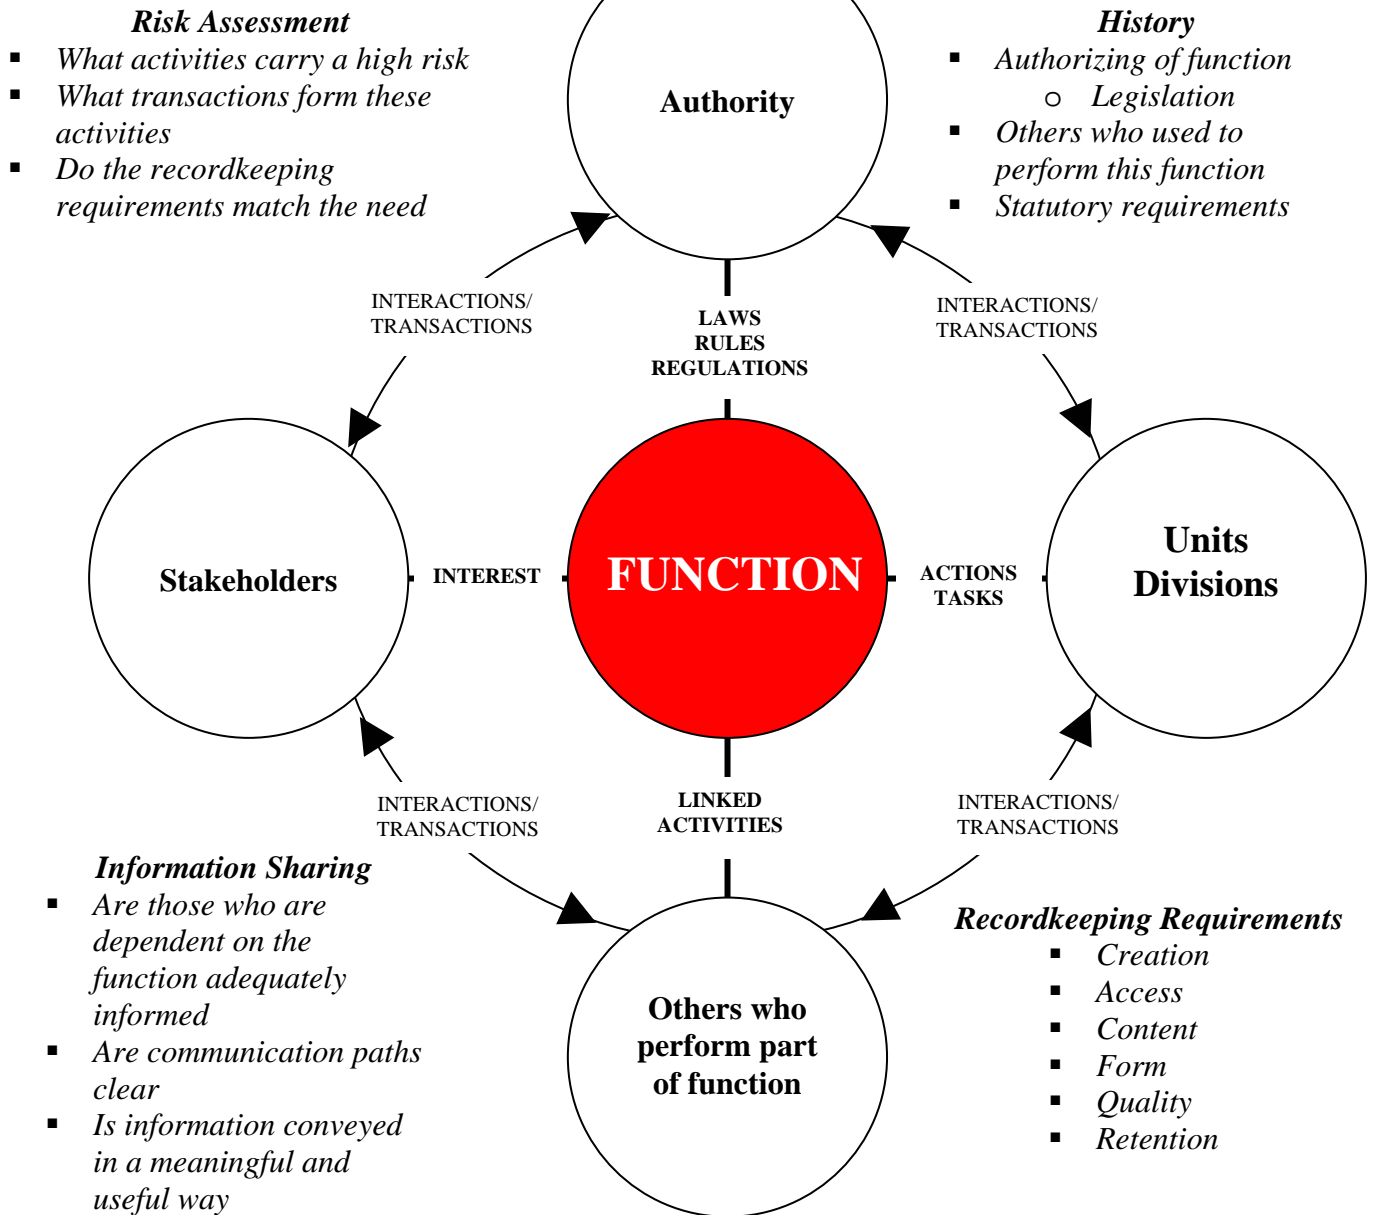 Risk Assessment
▪ What activities carry a high risk
▪ What transactions form these
activities
▪ Do the recordkeeping
requirements match the need
Authority
History
▪ Authorizing of function
o Legislation
▪ Others who used to
perform this function
▪ Statutory requirements
INTERACTIONS/
TRANSACTIONS
LAWS
RULES
REGULATIONS
INTERACTIONS/
TRANSACTIONS
Stakeholders
INTEREST
FUNCTION
ACTIONS
TASKS
Units
Divisions
INTERACTIONS/
TRANSACTIONS
LINKED
ACTIVITIES
INTERACTIONS/
TRANSACTIONS
Information Sharing
▪ Are those who are
dependent on the
function adequately
informed
▪ Are communication paths
clear
▪ Is information conveyed
in a meaningful and
useful way
Others who
perform part
of function
Recordkeeping Requirements
▪ Creation
▪ Access
▪ Content
▪ Form
▪ Quality
▪ Retention